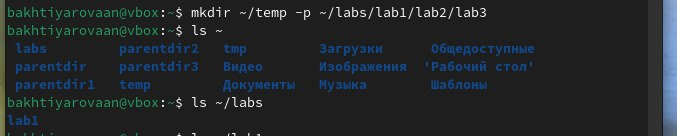 bakhtiyarovaan@vbox:~$ mkdir ~/temp -p ~/labs/lab1/lab2/lab3
bakhtiyarovaan@vbox:~$ ls ~
labs parentdir2 tmp Загрузки Общедоступные
parentdir parentdir3 Видео Изображения 'Рабочий стол'
parentdir1 temp Документы Музыка Шаблоны
bakhtiyarovaan@vbox:~$ ls ~/labs
lab1